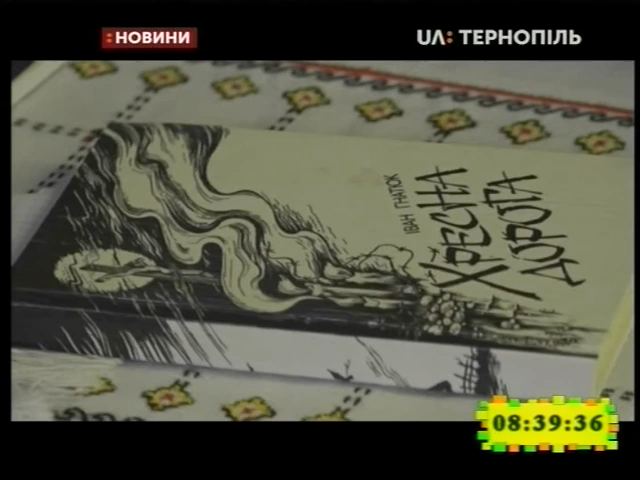 НОВИНИ
UA: ТЕРНОПІЛЬ
ІВАН ГНАТЮК
ХРЕСНА
ДОРОГА
08:39:36